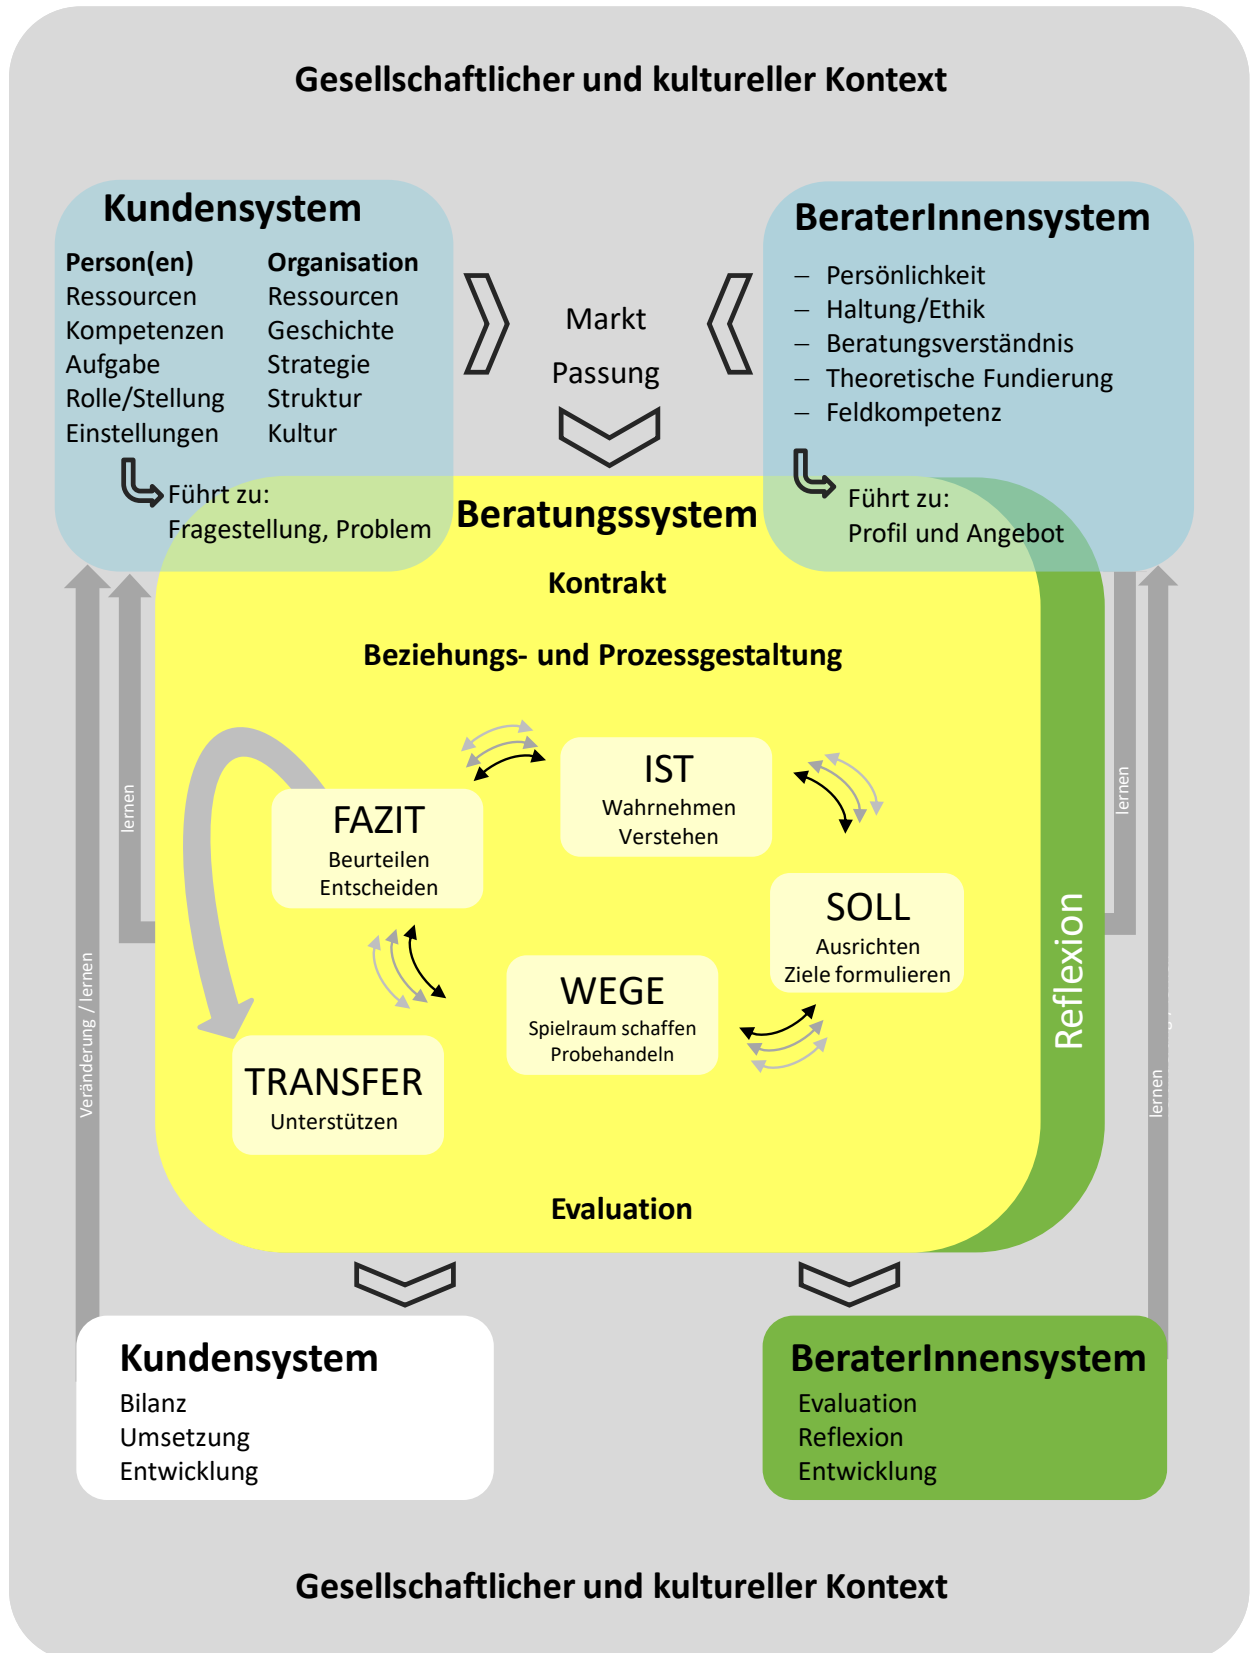 Gesellschaftlicher und kultureller Kontext
Kundensystem
Person(en)
Ressourcen
Kompetenzen
Aufgabe
Rolle/Stellung
Einstellungen
Organisation
Ressourcen
Geschichte
Strategie
Struktur
Kultur
Führt zu:
Fragestellung, Problem
Markt
Passung
BeraterInnensystem
– Persönlichkeit
– Haltung/Ethik
– Beratungsverständnis
– Theoretische Fundierung
– Feldkompetenz
Führt zu:
Profil und Angebot
Beratungssystem
Kontrakt
Beziehungs- und Prozessgestaltung
IST
Wahrnehmen
Verstehen
SOLL
Ausrichten
Ziele formulieren
WEGE
Spielraum schaffen
Probehandeln
FAZIT
Beurteilen
Entscheiden
TRANSFER
Unterstützen
Evaluation
Reflexion
Veränderung / lernen
lernen
lernen
lernen
Kundensystem
Bilanz
Umsetzung
Entwicklung
BeraterInnensystem
Evaluation
Reflexion
Entwicklung
Gesellschaftlicher und kultureller Kontext